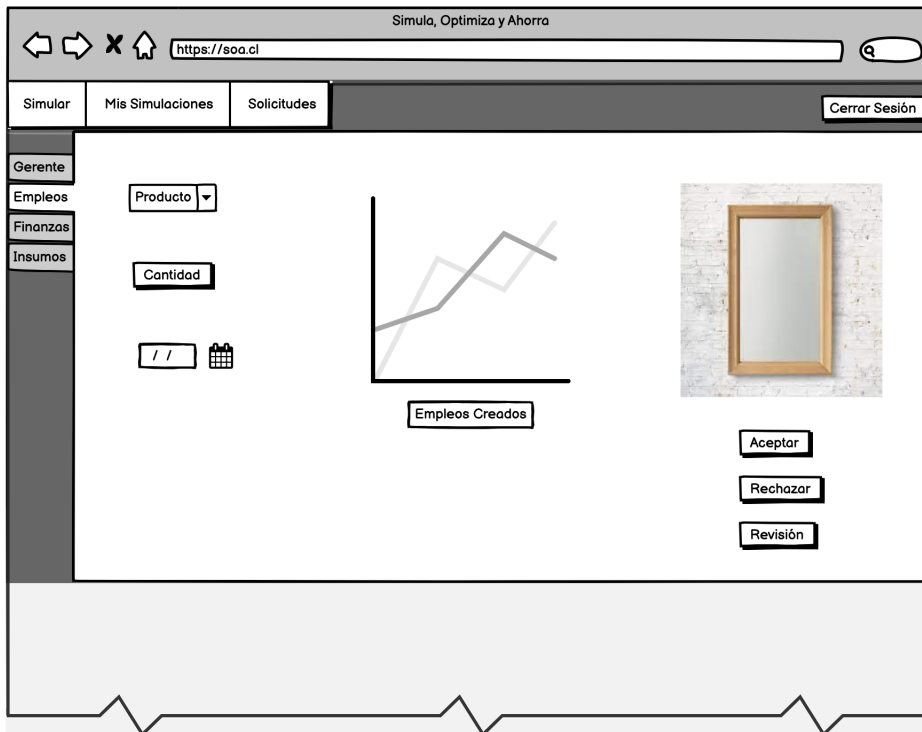 Simula, Optimiza y Ahorra
https://soa.cl
Simular
Mis Simulaciones
Solicitudes
Cerrar Sesión
Gerente
Empleos
Finanzas
Insumos
Producto
Cantidad
/ /
Empleos Creados
Aceptar
Rechazar
Revisión